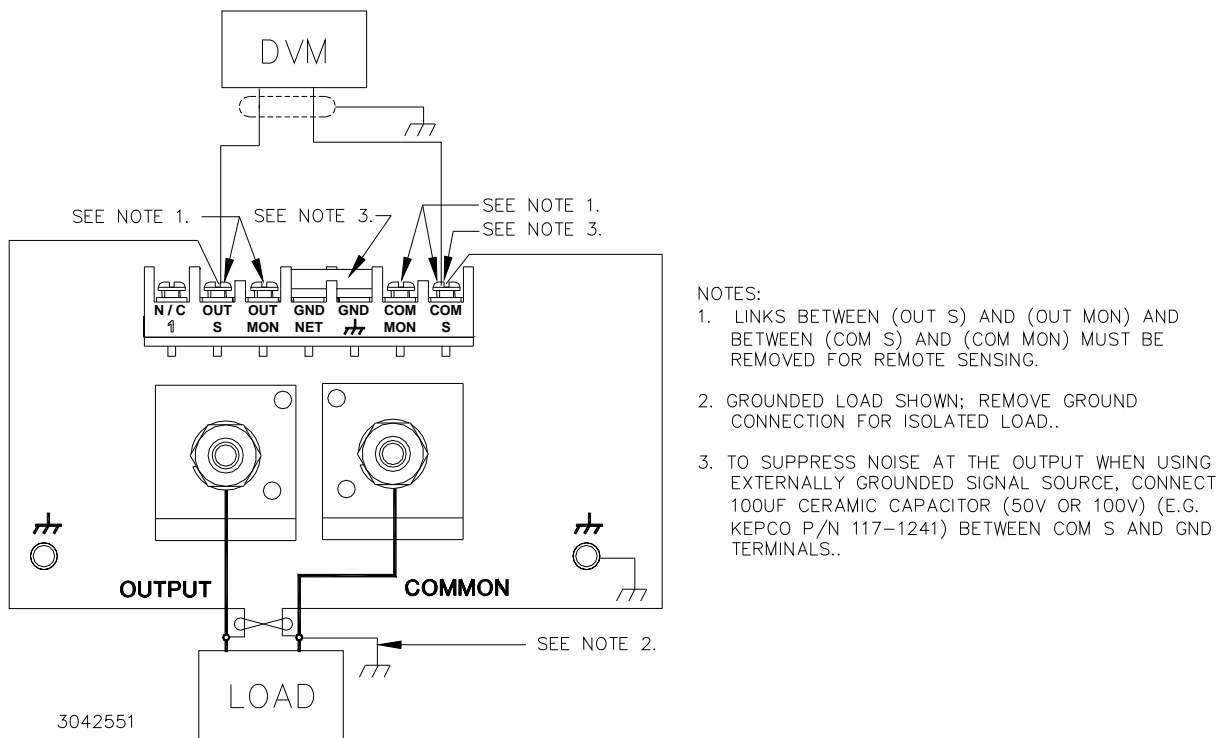 DVM
SEE NOTE 1.
SEE NOTE 3.
SEE NOTE 1.
SEE NOTE 3.
N / C
1
OUT
S
OUT
MON
GND
NET
GND
COM
MON
COM
S
OUTPUT
COMMON
SEE NOTE 2.
LOAD
3042551
NOTES:
1. LINKS BETWEEN (OUT S) AND (OUT MON) AND
BETWEEN (COM S) AND (COM MON) MUST BE
REMOVED FOR REMOTE SENSING.
2. GROUNDED LOAD SHOWN; REMOVE GROUND
CONNECTION FOR ISOLATED LOAD..
3. TO SUPPRESS NOISE AT THE OUTPUT WHEN USING
EXTERNALLY GROUNDED SIGNAL SOURCE, CONNECT
100UF CERAMIC CAPACITOR (50V OR 100V) (E.G.
KEPCO P/N 117-1241) BETWEEN COM S AND GND
TERMINALS..